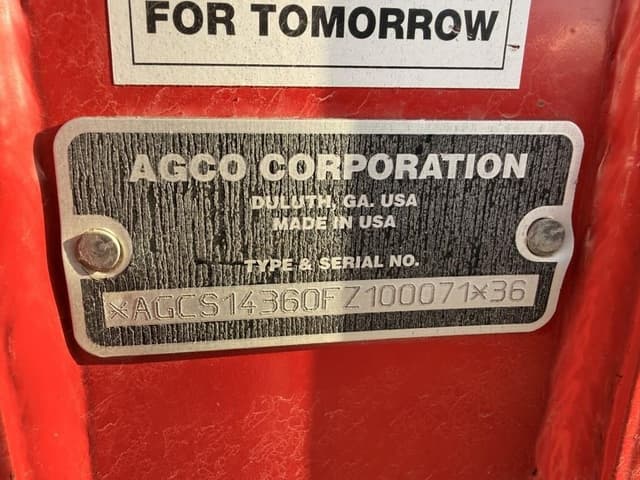 FOR TOMORROW
AGCO CORPORATION
DULUTH, GA. USA
MADE IN USA
TYPE & SERIAL NO.
*AGCS14360FZ100071*36